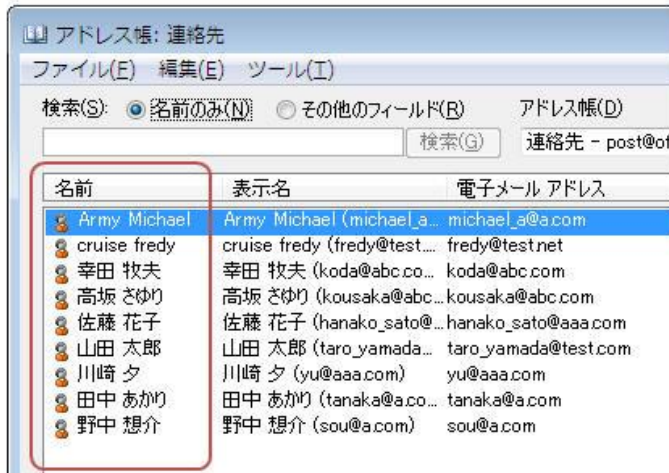 アドレス帳: 連絡先
ファイル(F) 編集(E) ツール(T)
検索(S): 名前のみ(N) その他のフィールド(R) アドレス帳(D)
検索(G) 連絡先 - post@of
名前 表示名 電子メール アドレス
Army Michael Army Michael (michael_a... michael_a@a.com
cruise fredy cruise fredy (fredy@test.... fredy@test.net
幸田 牧夫 幸田 牧夫 (koda@abc.co... koda@abc.com
高坂 さゆり 高坂 さゆり (kousaka@abc... kousaka@abc.com
佐藤 花子 佐藤 花子 (hanako_sato@... hanako_sato@aaa.com
山田 太郎 山田 太郎 (taro_yamada... taro_yamada@test.com
川崎 夕 川崎 夕 (yu@aaa.com) yu@aaa.com
田中 あかり 田中 あかり (tanaka@a.co... tanaka@a.com
野中 想介 野中 想介 (sou@a.com) sou@a.com